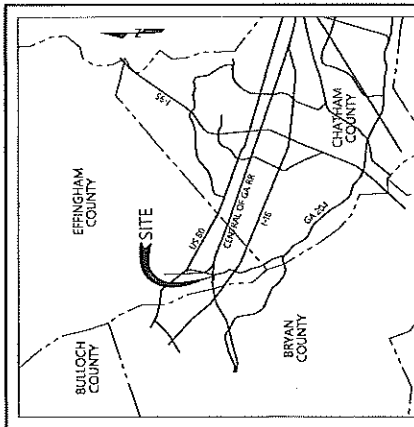 EFFINGHAM
COUNTY
BULLOCH
COUNTY
SITE
I-95
US 80
CENTRAL OF GA RR
I-16
GA 204
CHATHAM
COUNTY
BRYAN
COUNTY